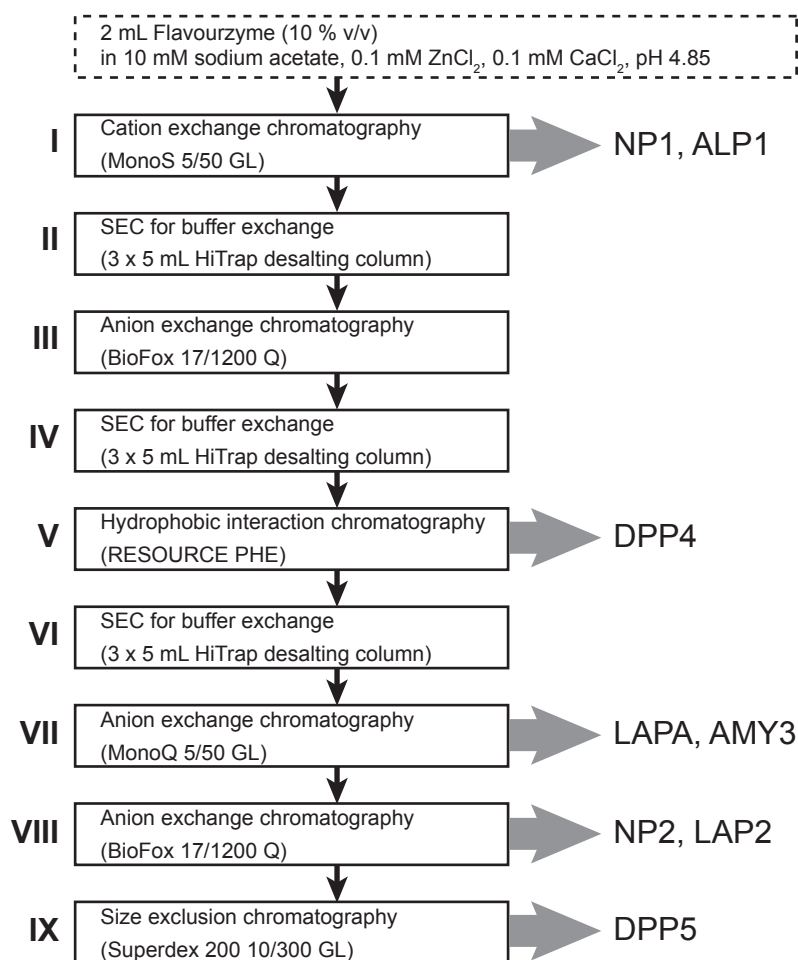 2 mL Flavourzyme (10 % v/v)
in 10 mM sodium acetate, 0.1 mM ZnCl2, 0.1 mM CaCl2, pH 4.85
I
Cation exchange chromatography
(MonoS 5/50 GL)
NP1, ALP1
II
SEC for buffer exchange
(3 x 5 mL HiTrap desalting column)
III
Anion exchange chromatography
(BioFox 17/1200 Q)
IV
SEC for buffer exchange
(3 x 5 mL HiTrap desalting column)
V
Hydrophobic interaction chromatography
(RESOURCE PHE)
DPP4
VI
SEC for buffer exchange
(3 x 5 mL HiTrap desalting column)
VII
Anion exchange chromatography
(MonoQ 5/50 GL)
LAPA, AMY3
VIII
Anion exchange chromatography
(BioFox 17/1200 Q)
NP2, LAP2
IX
Size exclusion chromatography
(Superdex 200 10/300 GL)
DPP5